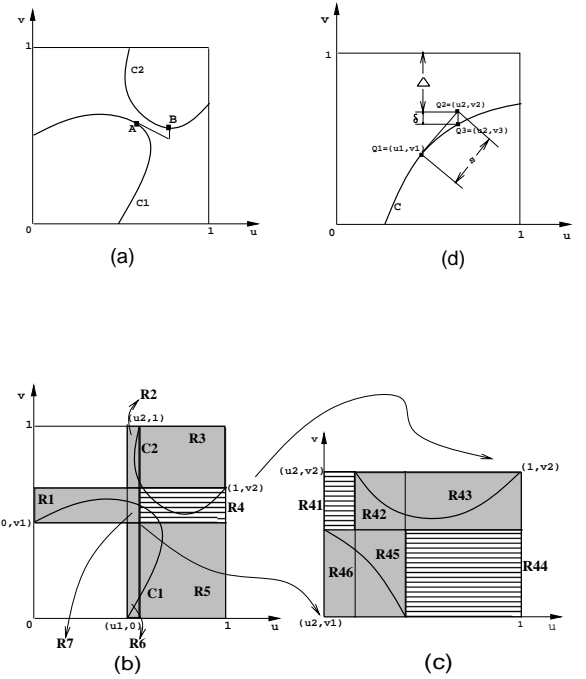 v
1
C2
A
B
C1
0
1
u
(a)
v
1
Δ
δ
Q2=(u2,v2)
Q3=(u2,v3)
Q1=(u1,v1)
s
C
0
1
u
(d)
v
R2
(u2,1)
1
C2
R3
R1
(1,v2)
R4
0,v1)
C1
R5
0
(u1,0)
1
u
R7
R6
(b)
v
(u2,v2)
(1,v2)
R41
R42
R43
R46
R45
R44
(u2,v1)
1
u
(c)